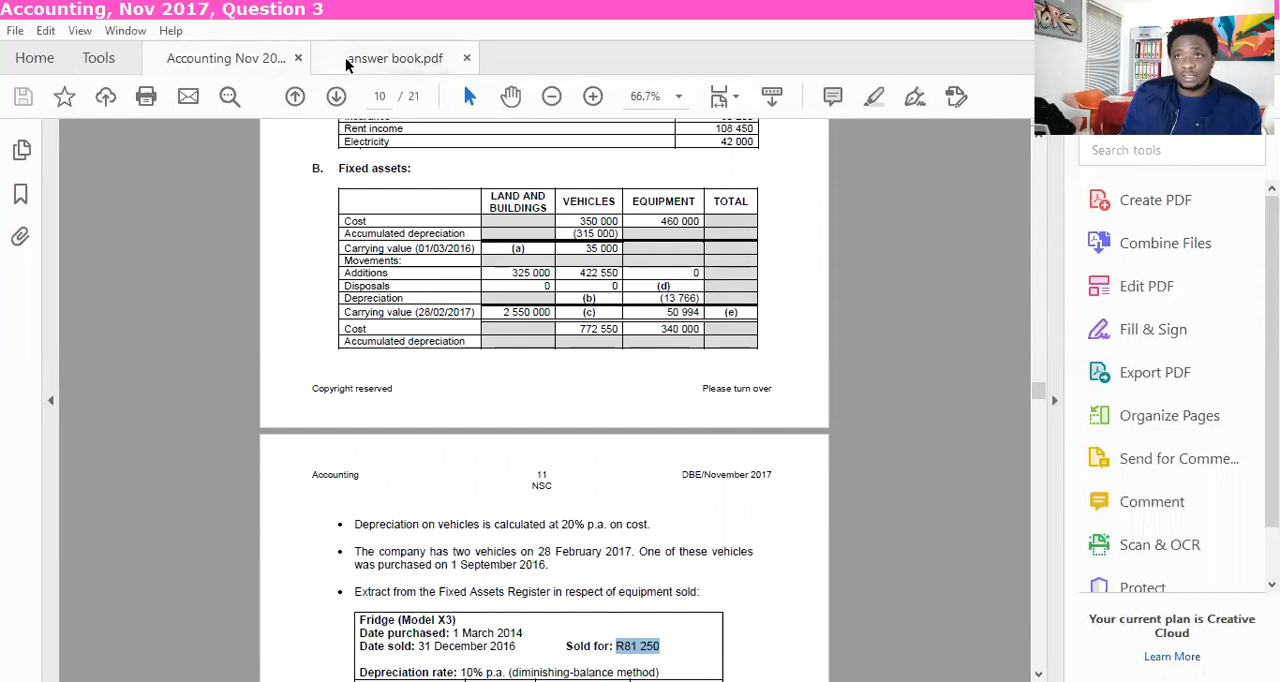 Accounting, Nov 2017, Question 3
File Edit View Window Help
Home Tools Accounting Nov 20... × answer book.pdf ×
10 / 21 66.7%
Search tools
Rent income 108 450
Electricity 42 000
B. Fixed assets:
LAND AND BUILDINGS VEHICLES EQUIPMENT TOTAL
Cost 350 000 460 000
Accumulated depreciation (315 000)
Carrying value (01/03/2016) (a) 35 000
Movements:
Additions 325 000 422 550 0
Disposals 0 0 (d)
Depreciation (b) (13 766)
Carrying value (28/02/2017) 2 550 000 (c) 50 994 (e)
Cost 772 550 340 000
Accumulated depreciation
Copyright reserved Please turn over
Accounting 11 DBE/November 2017
NSC
• Depreciation on vehicles is calculated at 20% p.a. on cost.
• The company has two vehicles on 28 February 2017. One of these vehicles
was purchased on 1 September 2016.
• Extract from the Fixed Assets Register in respect of equipment sold:
Fridge (Model X3)
Date purchased: 1 March 2014
Date sold: 31 December 2016 Sold for: R81 250
Depreciation rate: 10% p.a. (diminishing-balance method)
Create PDF
Combine Files
Edit PDF
Fill & Sign
Export PDF
Organize Pages
Send for Comme...
Comment
Scan & OCR
Protect
Your current plan is Creative
Cloud
Learn More